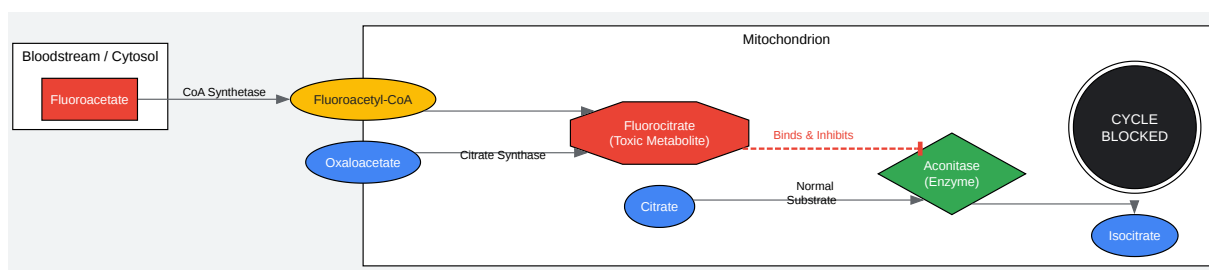 Bloodstream / Cytosol
Fluoroacetate
CoA Synthetase
Mitochondrion
Fluoroacetyl-CoA
Oxaloacetate
Citrate Synthase
Fluorocitrate
(Toxic Metabolite)
Binds & Inhibits
Citrate
Normal
Substrate
Aconitase
(Enzyme)
CYCLE
BLOCKED
Isocitrate